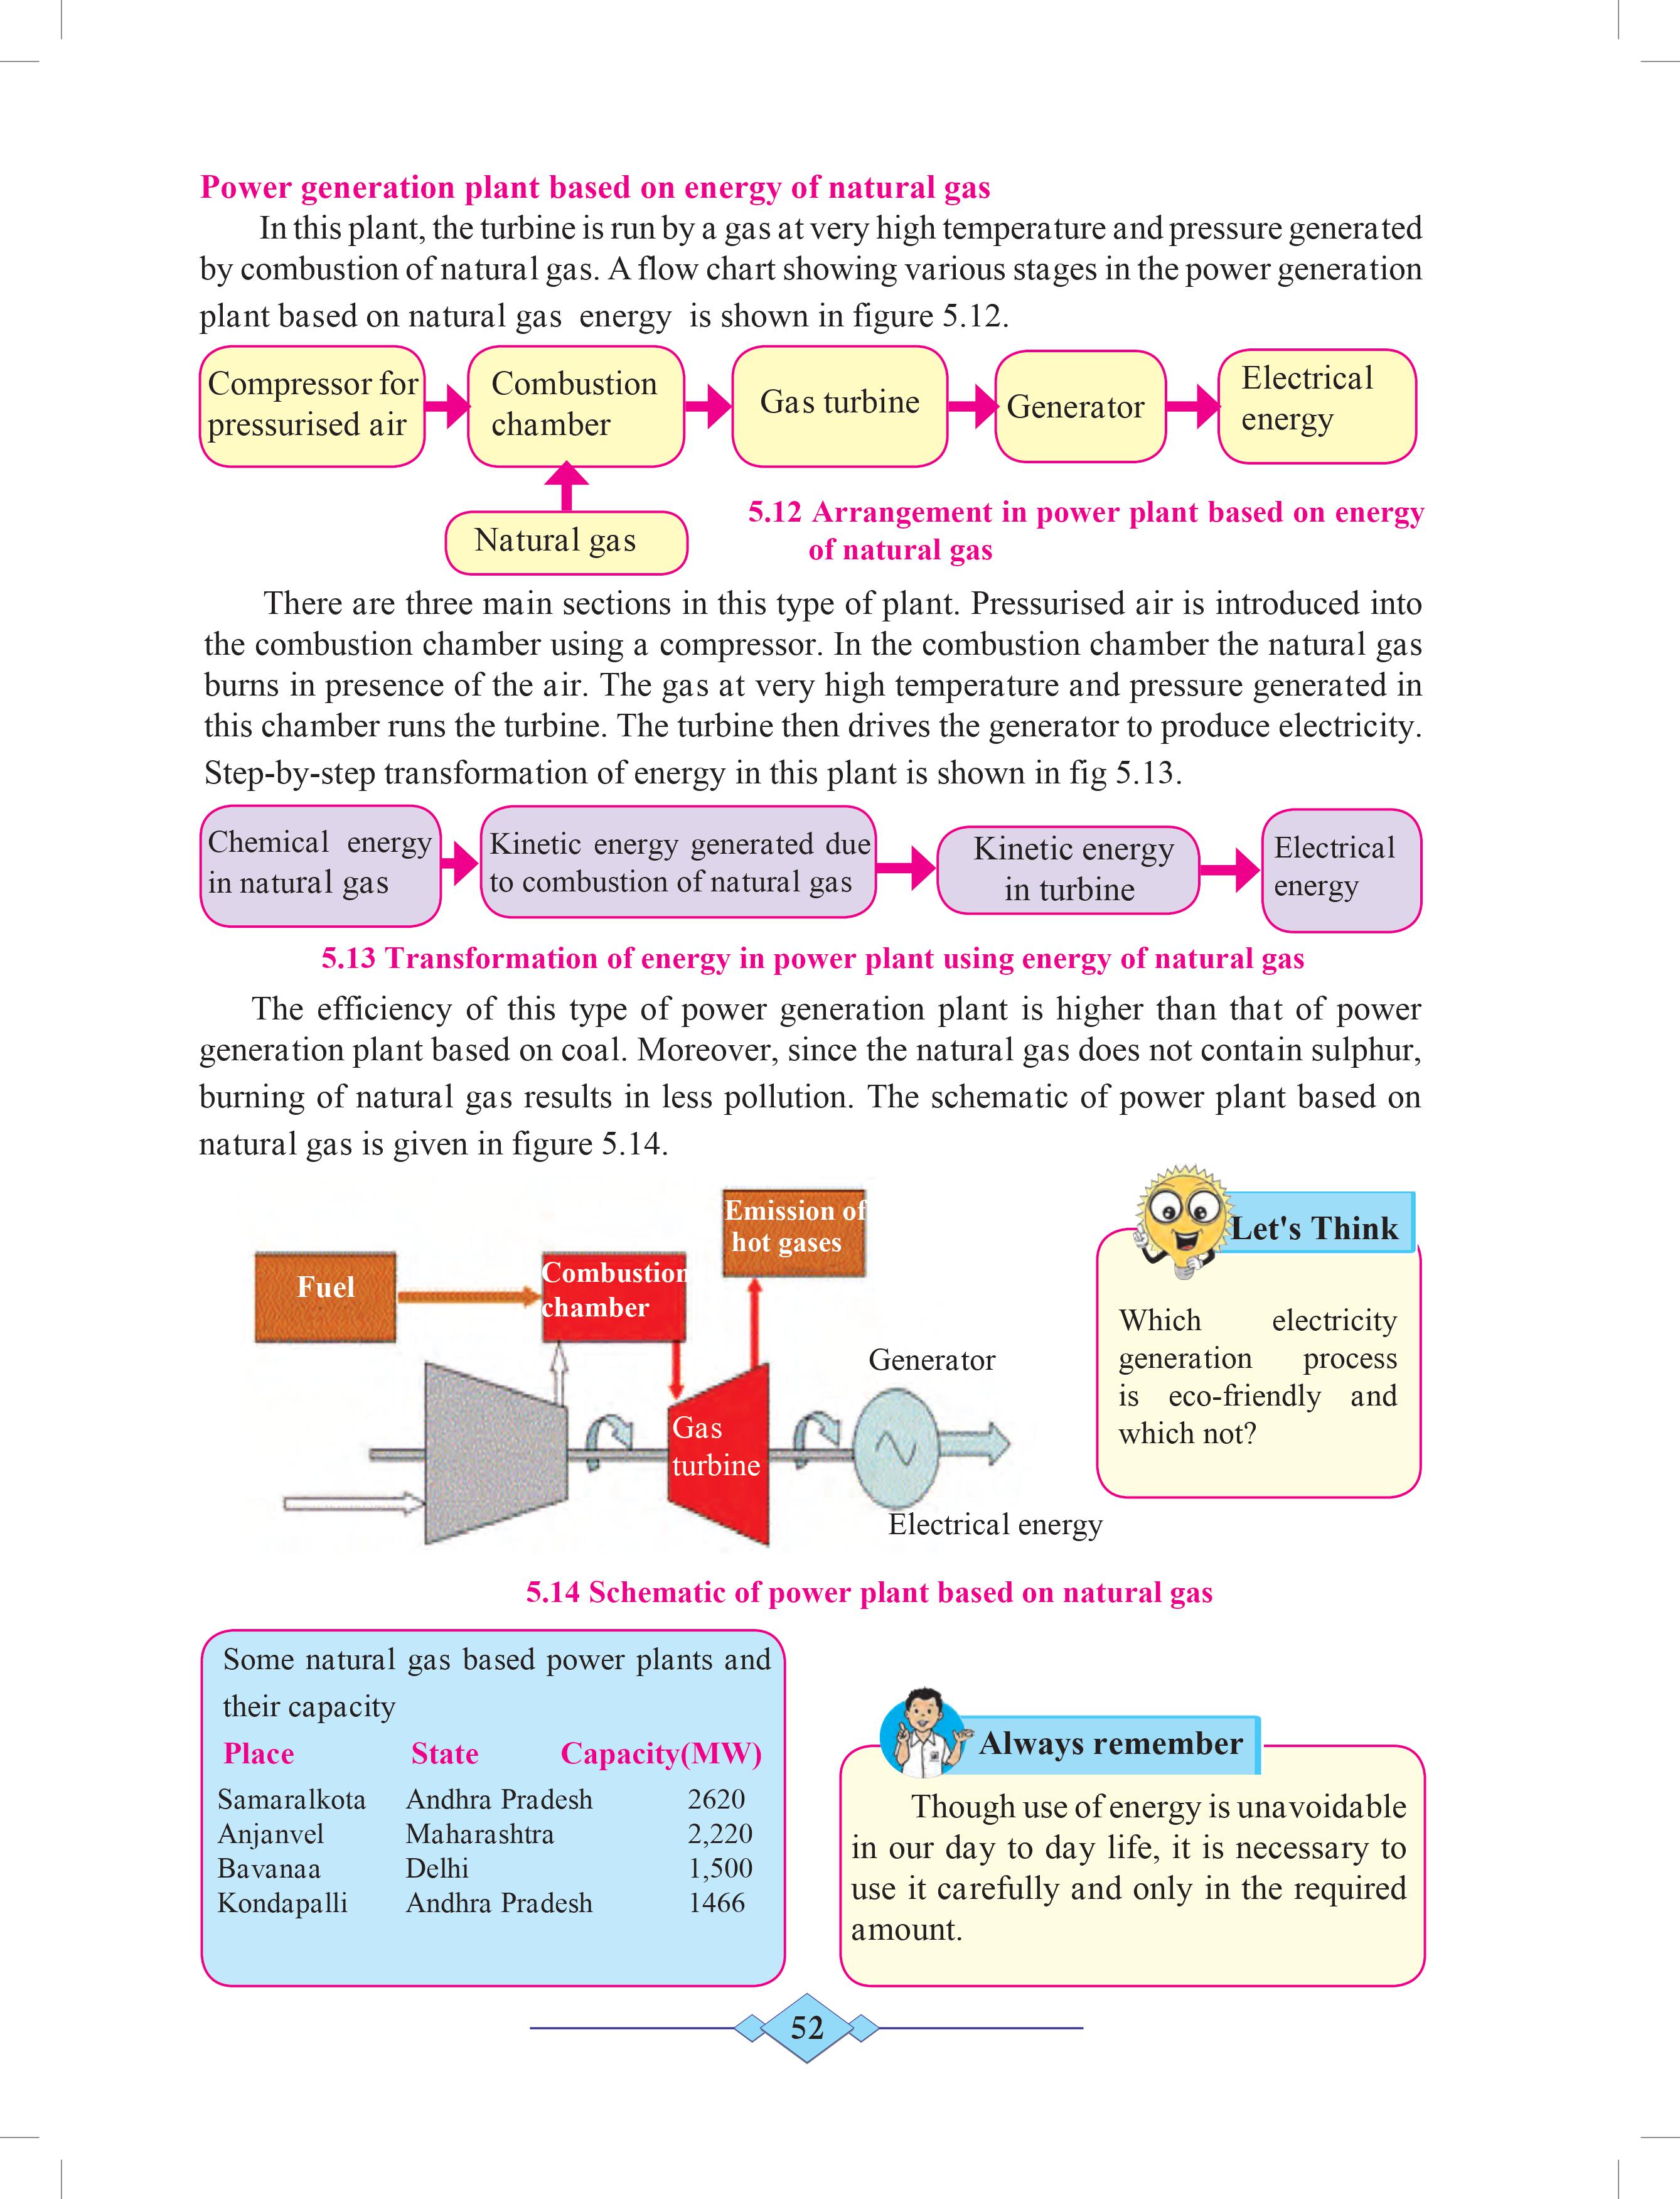 Power generation plant based on energy of natural gas
In this plant, the turbine is run by a gas at very high temperature and pressure generated
by combustion of natural gas. A flow chart showing various stages in the power generation
plant based on natural gas energy is shown in figure 5.12.
Compressor for
pressurised air
Combustion
chamber
Gas turbine
Generator
Electrical
energy
Natural gas
5.12 Arrangement in power plant based on energy
of natural gas
There are three main sections in this type of plant. Pressurised air is introduced into
the combustion chamber using a compressor. In the combustion chamber the natural gas
burns in presence of the air. The gas at very high temperature and pressure generated in
this chamber runs the turbine. The turbine then drives the generator to produce electricity.
Step-by-step transformation of energy in this plant is shown in fig 5.13.
Chemical energy
in natural gas
Kinetic energy generated due
to combustion of natural gas
Kinetic energy
in turbine
Electrical
energy
5.13 Transformation of energy in power plant using energy of natural gas
The efficiency of this type of power generation plant is higher than that of power
generation plant based on coal. Moreover, since the natural gas does not contain sulphur,
burning of natural gas results in less pollution. The schematic of power plant based on
natural gas is given in figure 5.14.
Fuel
Combustion
chamber
Emission of
hot gases
Generator
Gas
turbine
Electrical energy
Let's Think
Which electricity
generation process
is eco-friendly and
which not?
5.14 Schematic of power plant based on natural gas
Some natural gas based power plants and
their capacity
Place State Capacity(MW)
Samaralkota Andhra Pradesh 2620
Anjanvel Maharashtra 2,220
Bavanaa Delhi 1,500
Kondapalli Andhra Pradesh 1466
Always remember
Though use of energy is unavoidable
in our day to day life, it is necessary to
use it carefully and only in the required
amount.
52